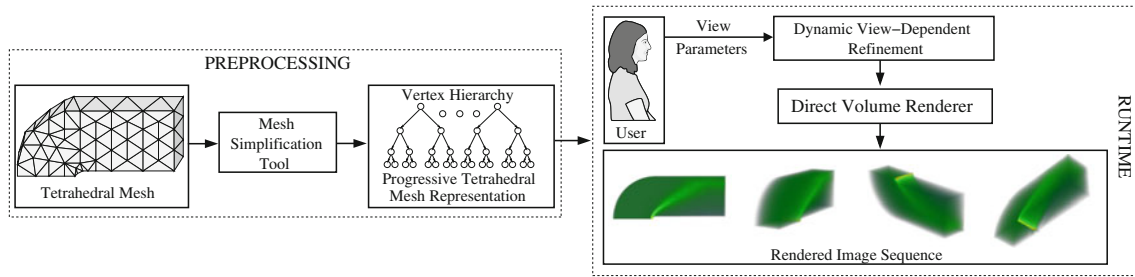 PREPROCESSING
Tetrahedral Mesh
Mesh
Simplification
Tool
Vertex Hierarchy
Progressive Tetrahedral
Mesh Representation
User
View
Parameters
Dynamic View–Dependent
Refinement
Direct Volume Renderer
Rendered Image Sequence
RUNTIME